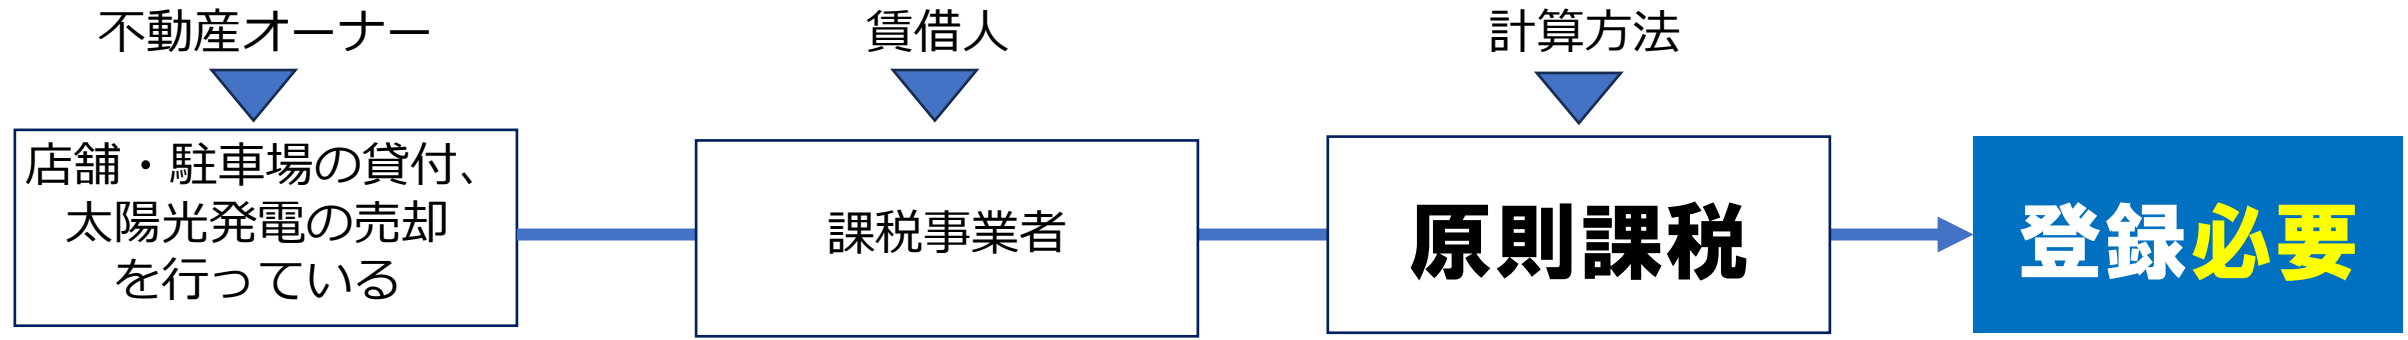 不動産オーナー
賃借人
計算方法
店舗・駐車場の貸付、
太陽光発電の売却
を行っている
課税事業者
原則課税
登録必要